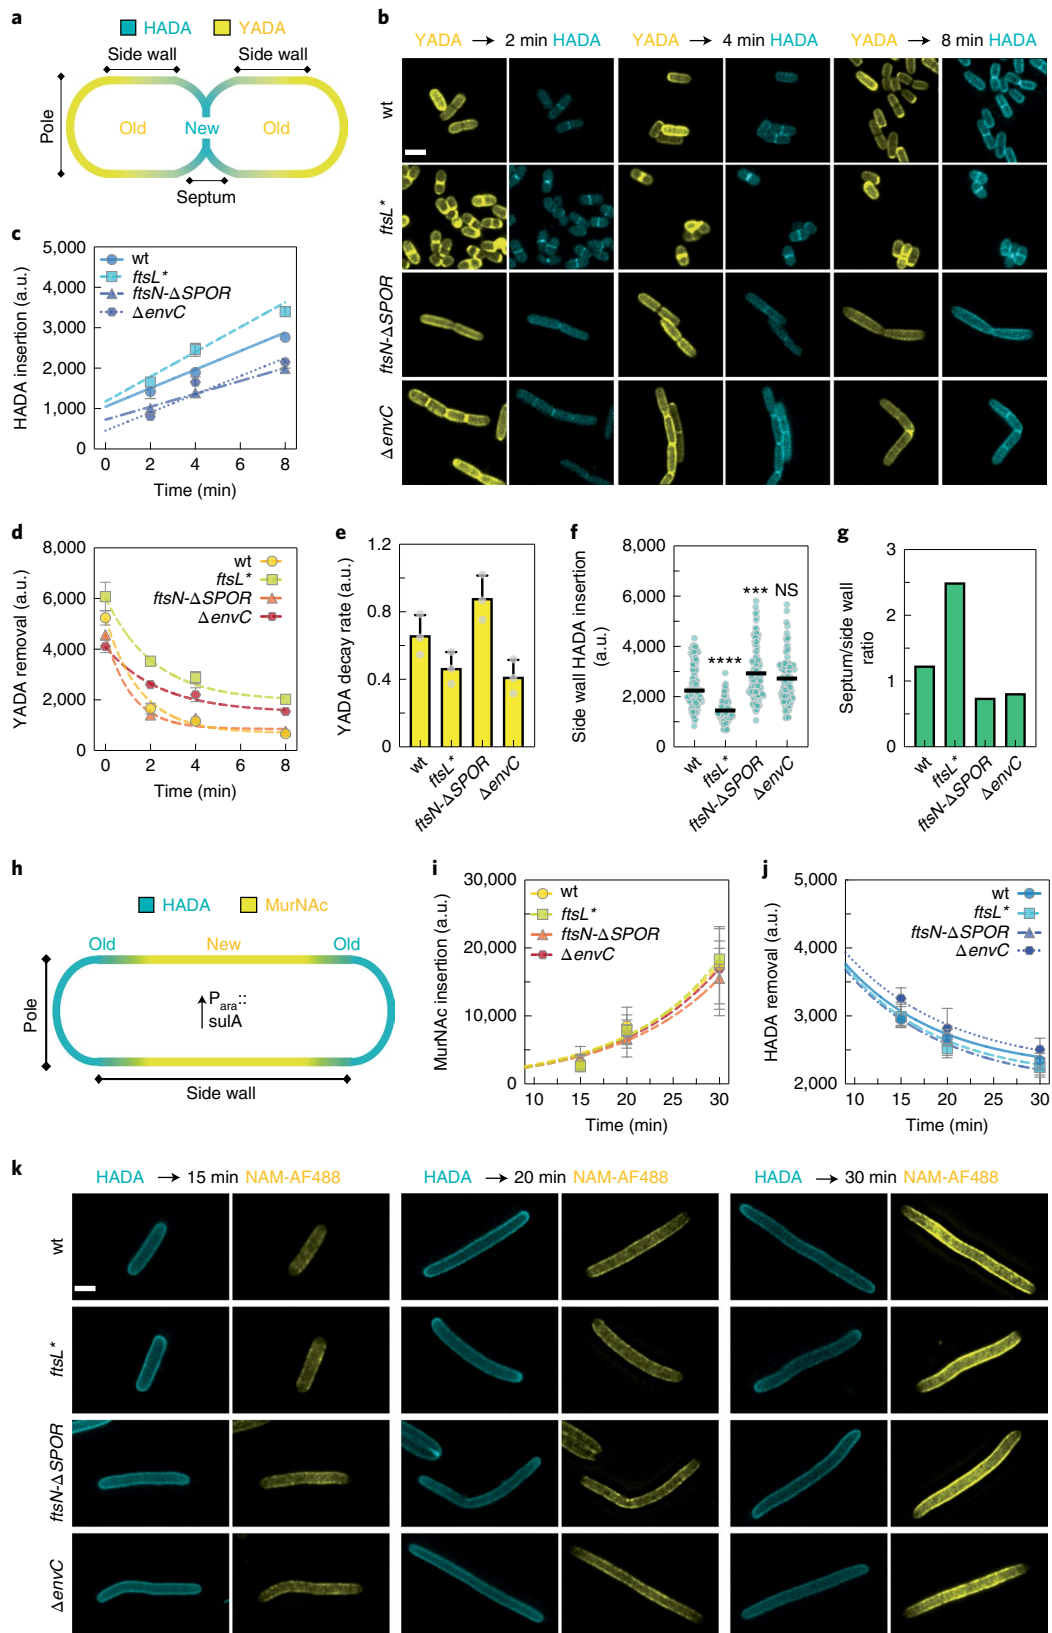 a
HADA YADA
Side wall Side wall
Pole
Old New Old
Septum
b
YADA → 2 min HADA YADA → 4 min HADA YADA → 8 min HADA
wt
ftsL*
ftsN-ΔSPOR
ΔenvC
c
HADA insertion (a.u.)
5,000
4,000
3,000
2,000
1,000
0
wt
ftsL*
ftsN-ΔSPOR
ΔenvC
0 2 4 6 8
Time (min)
d
YADA removal (a.u.)
8,000
6,000
4,000
2,000
0
wt
ftsL*
ftsN-ΔSPOR
ΔenvC
0 2 4 6 8
Time (min)
e
YADA decay rate (a.u.)
1.2
0.8
0.4
0
wt
ftsL*
ftsN-ΔSPOR
ΔenvC
f
Side wall HADA insertion
(a.u.)
8,000
6,000
4,000
2,000
0
**** *** NS
wt
ftsL*
ftsN-ΔSPOR
ΔenvC
g
Septum/side wall
ratio
3
2
1
0
wt
ftsL*
ftsN-ΔSPOR
ΔenvC
h
HADA MurNAc
Old New Old
Pole
Para::
sulA
Side wall
i
MurNAc insertion (a.u.)
30,000
20,000
10,000
0
wt
ftsL*
ftsN-ΔSPOR
ΔenvC
10 15 20 25 30
Time (min)
j
HADA removal (a.u.)
5,000
4,000
3,000
2,000
wt
ftsL*
ftsN-ΔSPOR
ΔenvC
10 15 20 25 30
Time (min)
k
HADA → 15 min NAM-AF488 HADA → 20 min NAM-AF488 HADA → 30 min NAM-AF488
wt
ftsL*
ftsN-ΔSPOR
ΔenvC